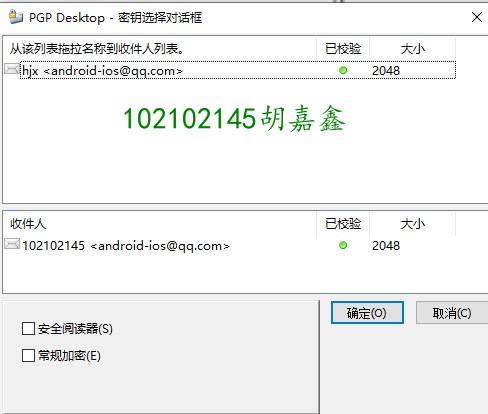 PGP Desktop - 密钥选择对话框
从该列表拖拉名称到收件人列表。 已校验 大小
hjx <android-ios@qq.com> 2048
102102145胡嘉鑫
收件人 已校验 大小
102102145 <android-ios@qq.com> 2048
确定(O) 取消(C)
安全阅读器(S)
常规加密(E)